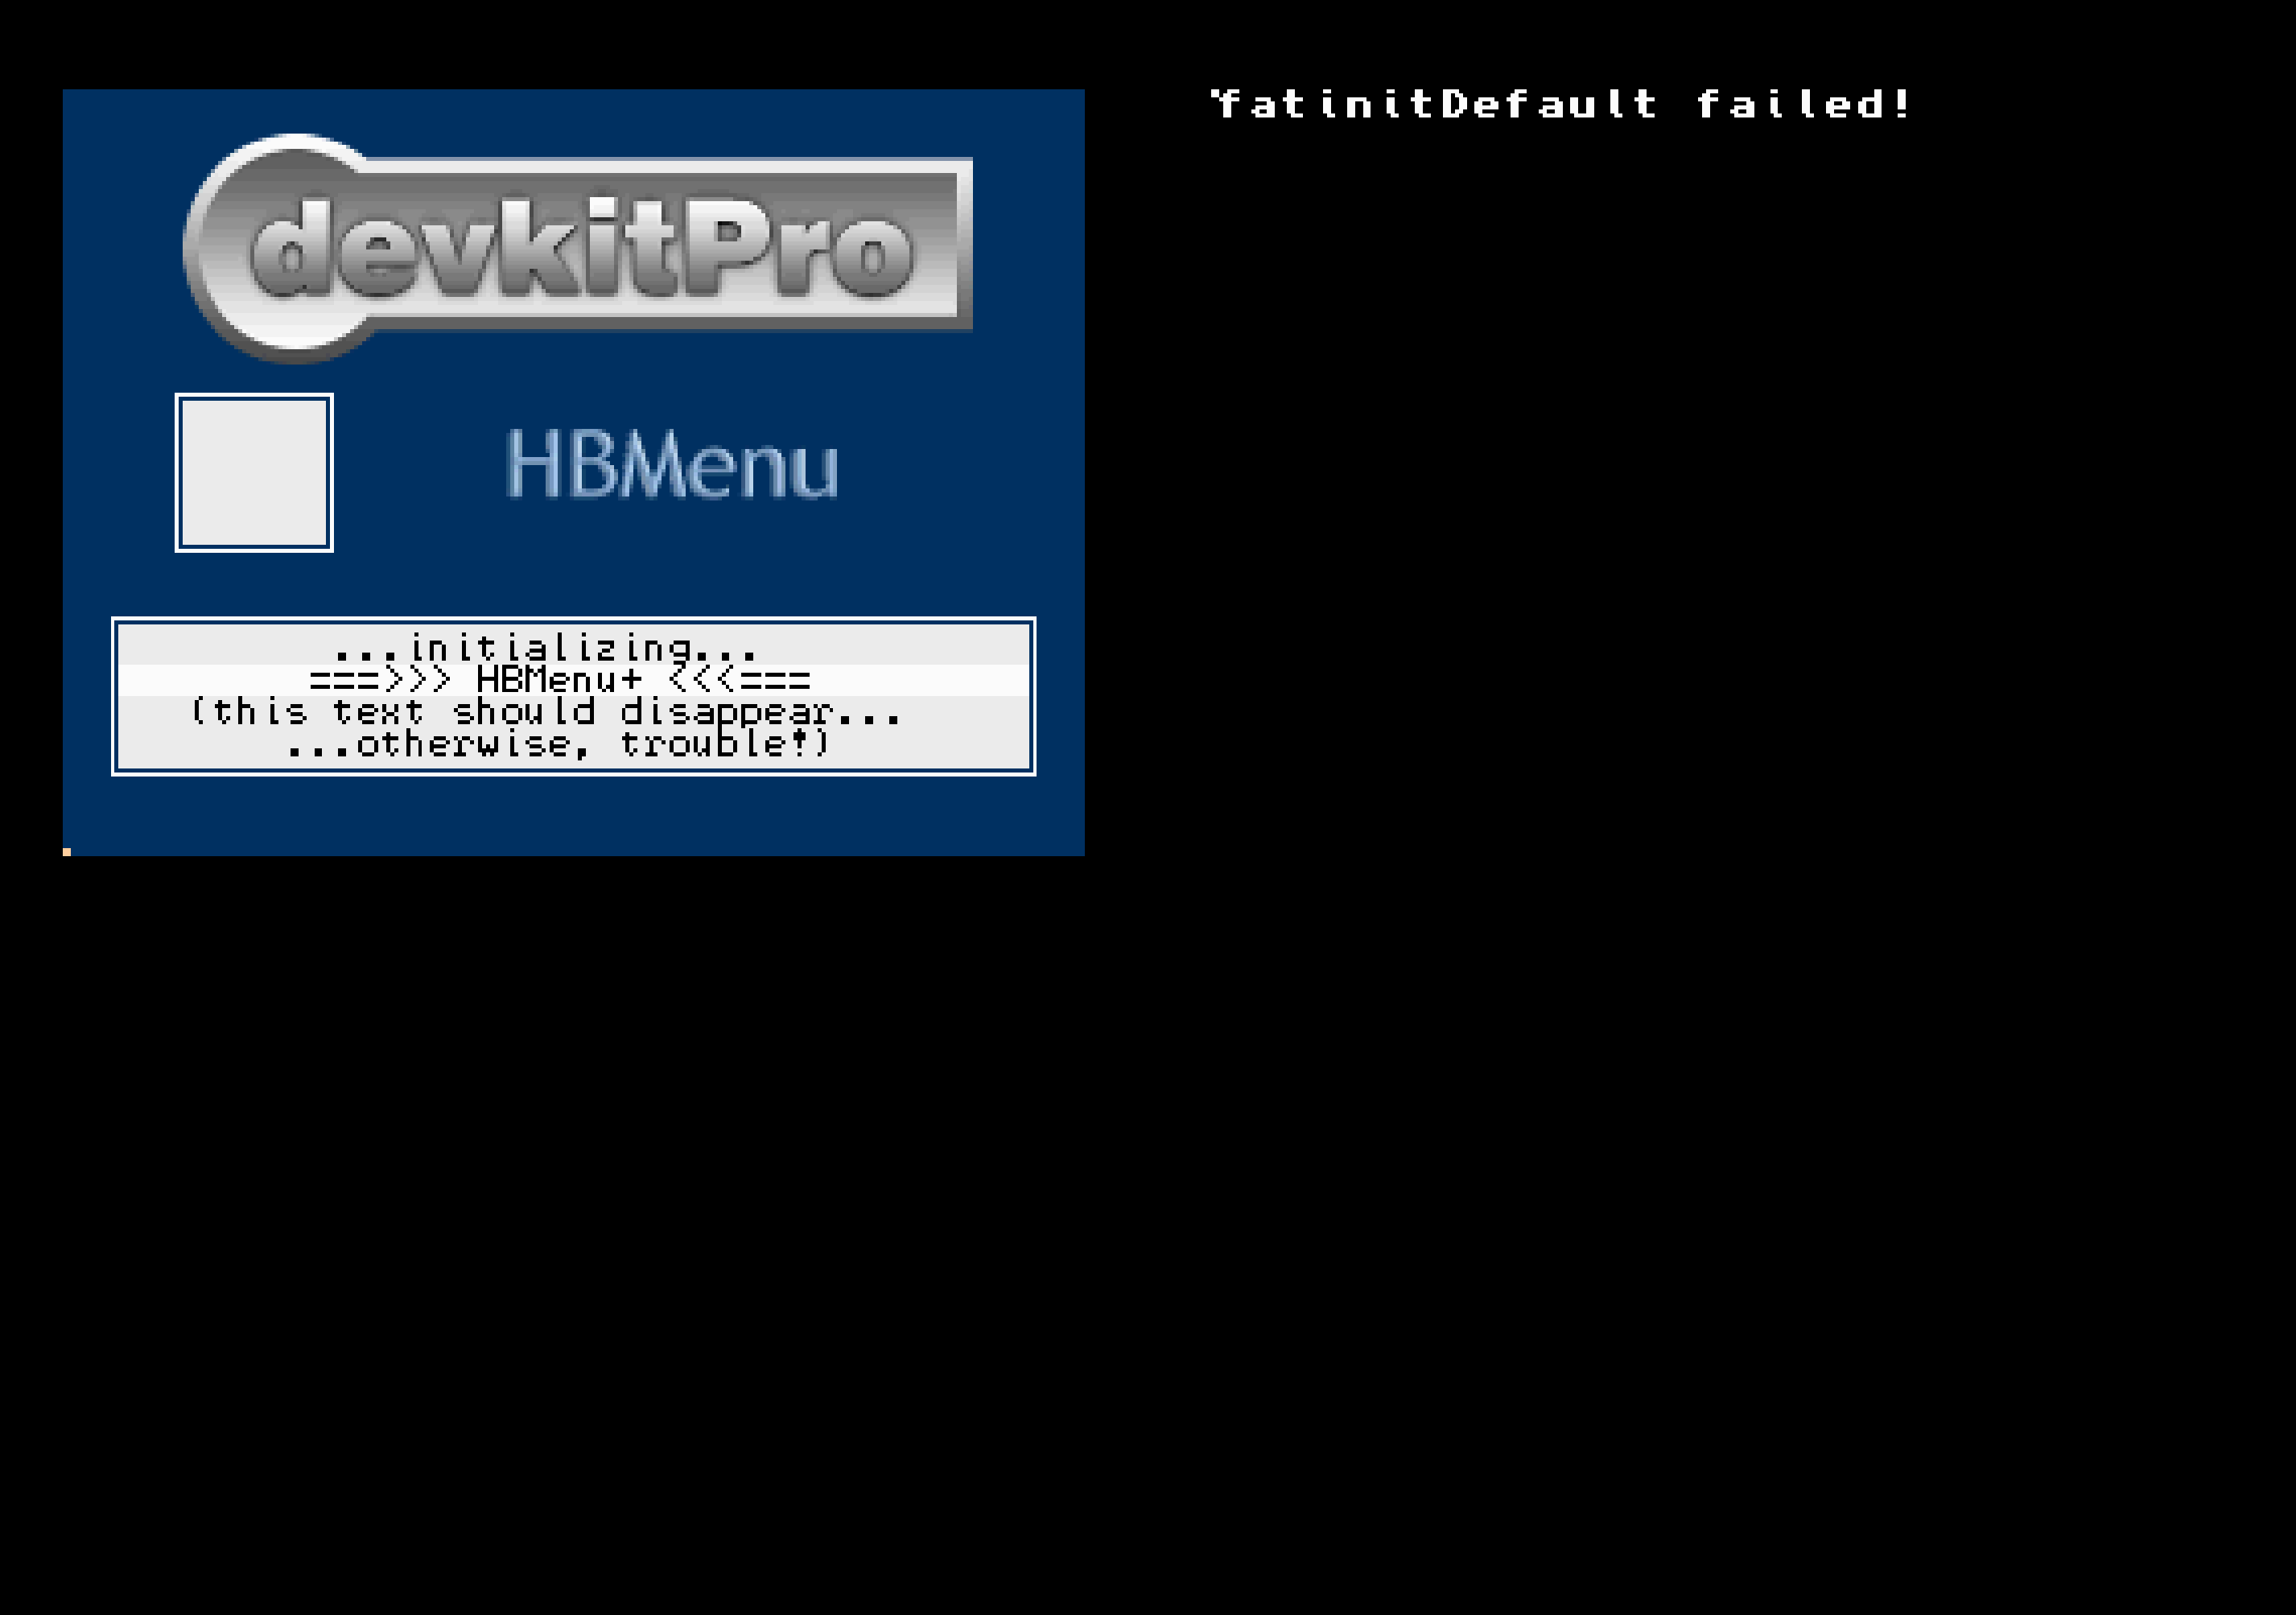 devkitPro
HBMenu
...initializing...
===>>> HBMenu+ <<<===
(this text should disappear...
...otherwise, trouble!)
fatinitDefault failed!